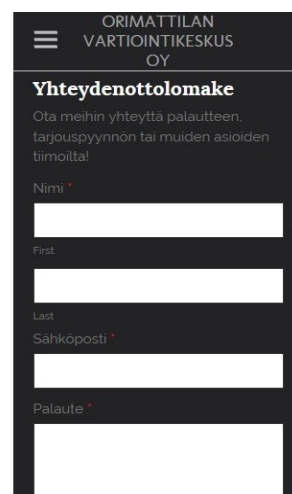 ORIMATTILAN
VARTIOINTIKESKUS
OY
Yhteydenottolomake
Ota meihin yhteyttä palautteen,
tarjouspyynnön tai muiden asioiden
tiimoilta!
Nimi *
First
Last
Sähköposti *
Palaute *